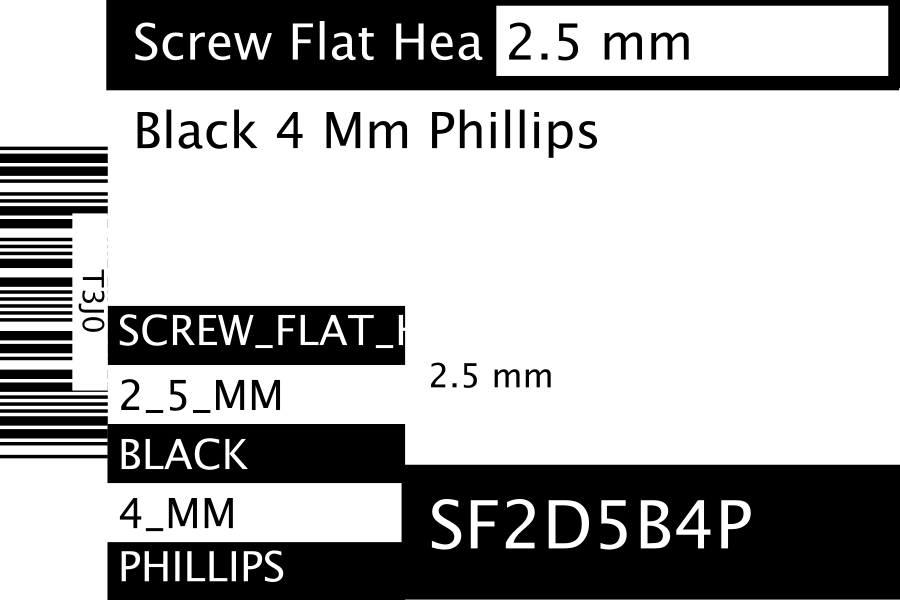 Screw Flat Hea 2.5 mm
Black 4 Mm Phillips
T3J0
SCREW_FLAT_H
2_5_MM
2.5 mm
BLACK
4_MM
SF2D5B4P
PHILLIPS